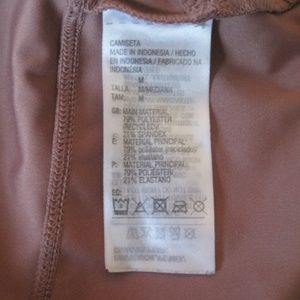 CAMISETA
MADE IN INDONESIA / HECHO
EN INDONESIA / FABRICADO NA
INDONESIA
M
TALLA: M/MEDIANA
TAM: M
GB: MAIN MATERIAL:
79% POLYESTER
(RECYCLED)
21% SPANDEX
E: MATERIAL PRINCIPAL:
79% poliéster (reciclado)
21% elastano
P: MATERIAL PRINCIPAL:
79% POLIESTER
21% ELASTANO